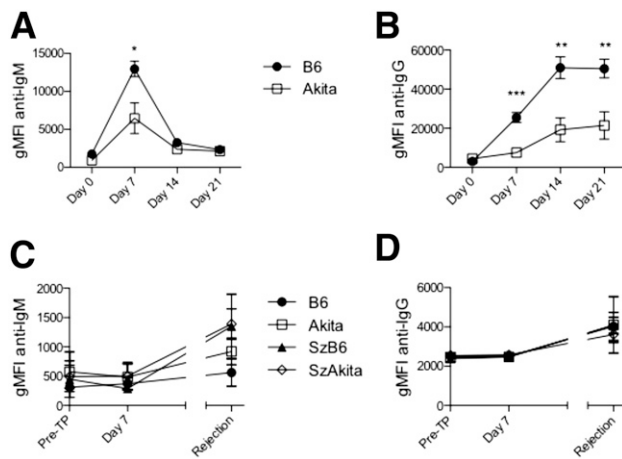 A
gMFI anti-IgM
15000
10000
5000
0
*
Day 0
Day 7
Day 14
Day 21
B6
Akita
B
gMFI anti-IgG
60000
40000
20000
0
***
**
**
Day 0
Day 7
Day 14
Day 21
C
gMFI anti-IgM
2000
1500
1000
500
0
Pre-TP
Day 7
Rejection
B6
Akita
SzB6
SzAkita
D
gMFI anti-IgG
6000
4000
2000
0
Pre-TP
Day 7
Rejection